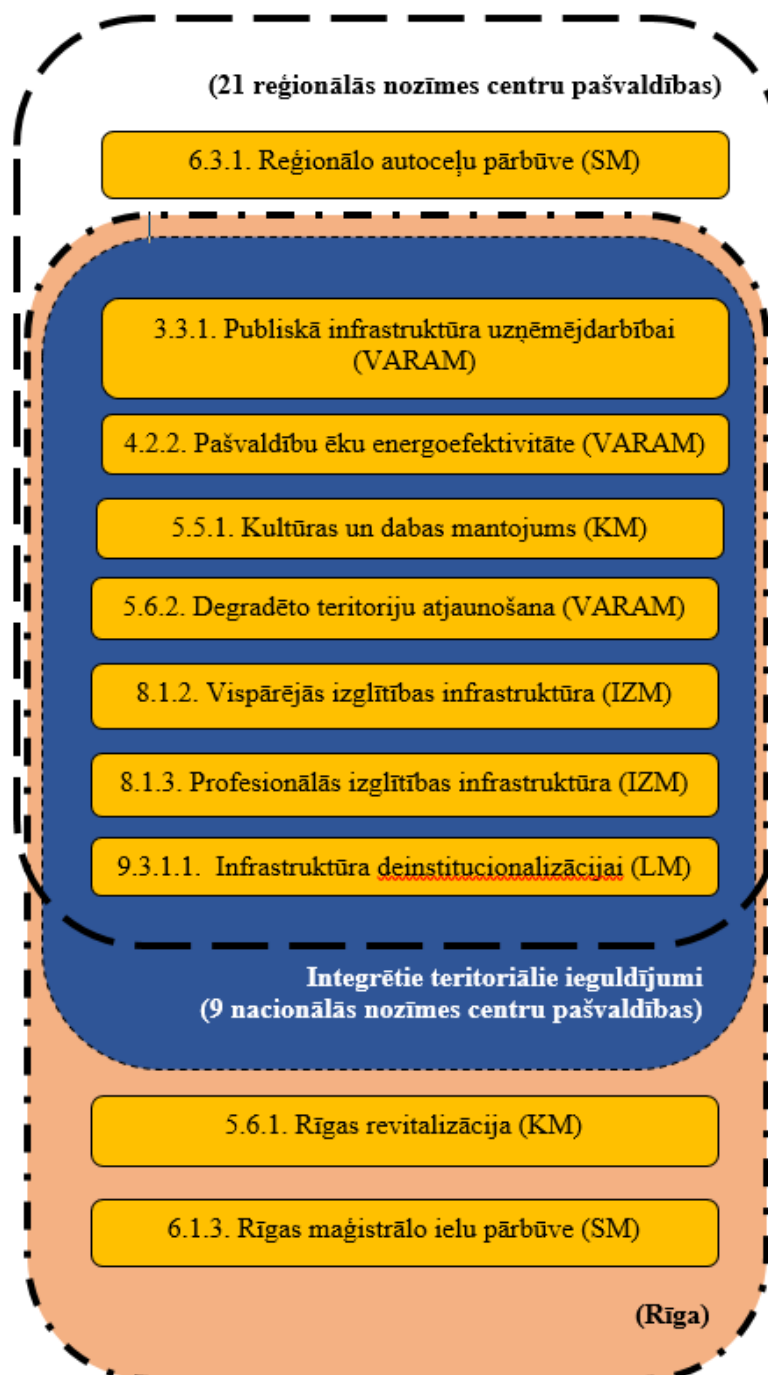 (21 reģionālās nozīmes centru pašvaldības)
6.3.1. Reģionālo autoceļu pārbūve (SM)
3.3.1. Publiskā infrastruktūra uzņēmējdarbībai
(VARAM)
4.2.2. Pašvaldību ēku energoefektivitāte (VARAM)
5.5.1. Kultūras un dabas mantojums (KM)
5.6.2. Degradēto teritoriju atjaunošana (VARAM)
8.1.2. Vispārējās izglītības infrastruktūra (IZM)
8.1.3. Profesionālās izglītības infrastruktūra (IZM)
9.3.1.1. Infrastruktūra deinstitucionalizācijai (LM)
Integrētie teritoriālie ieguldījumi
(9 nacionālās nozīmes centru pašvaldības)
5.6.1. Rīgas revitalizācija (KM)
6.1.3. Rīgas maģistrālo ielu pārbūve (SM)
(Rīga)